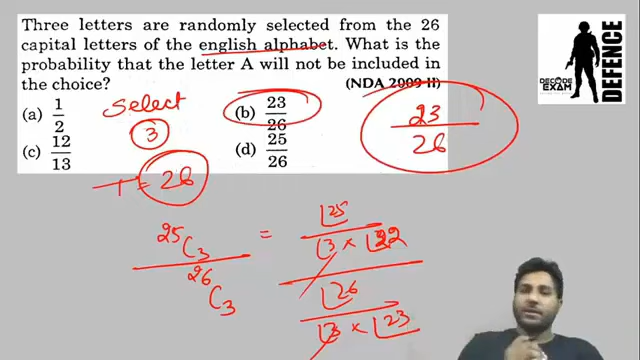 Three letters are randomly selected from the 26
capital letters of the english alphabet. What is the
probability that the letter A will not be included in
the choice? (NDA 2009 II)
(a) 1/2
(b) 23/26
(c) 12/13
(d) 25/26
Select
3
T = 26
23/26
25C3 / 26C3 =
25
3 × 22
26
3 × 23
DECODE EXAM
DEFENCE